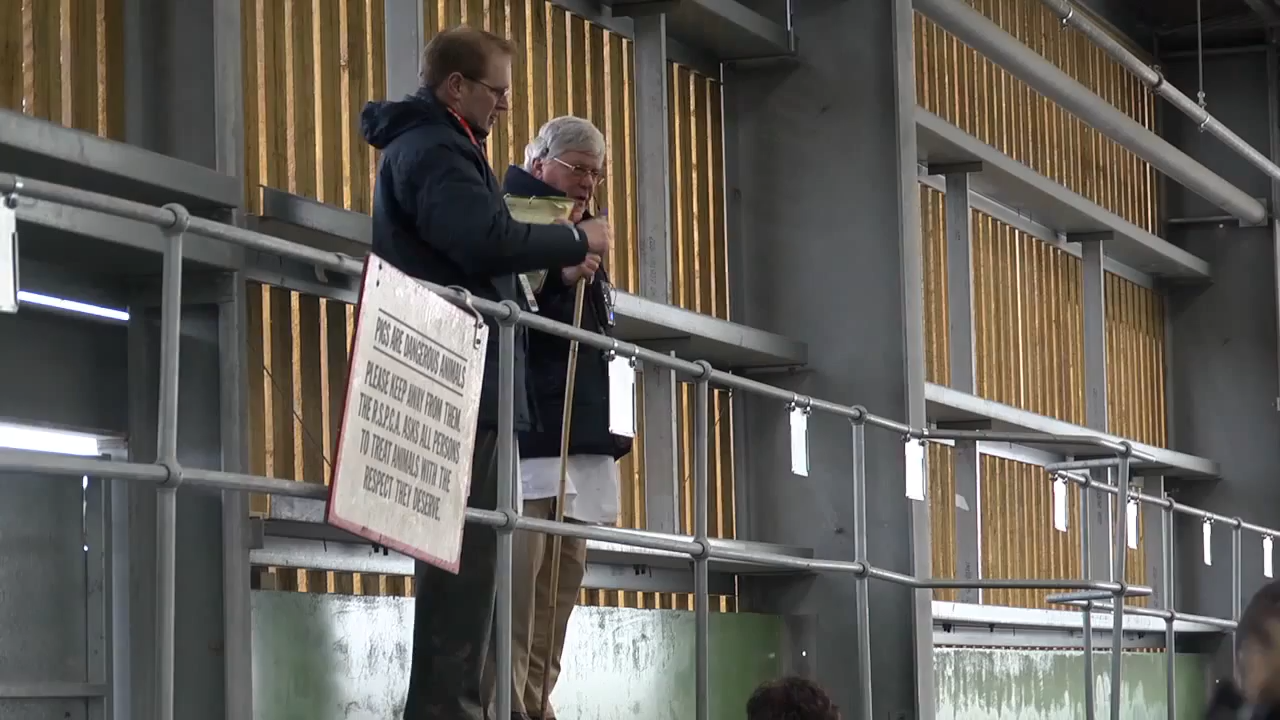 PIGS ARE DANGEROUS ANIMALS
PLEASE KEEP AWAY FROM THEM.
THE R.S.P.C.A. ASKS ALL PERSONS
TO TREAT ANIMALS WITH THE
RESPECT THEY DESERVE.